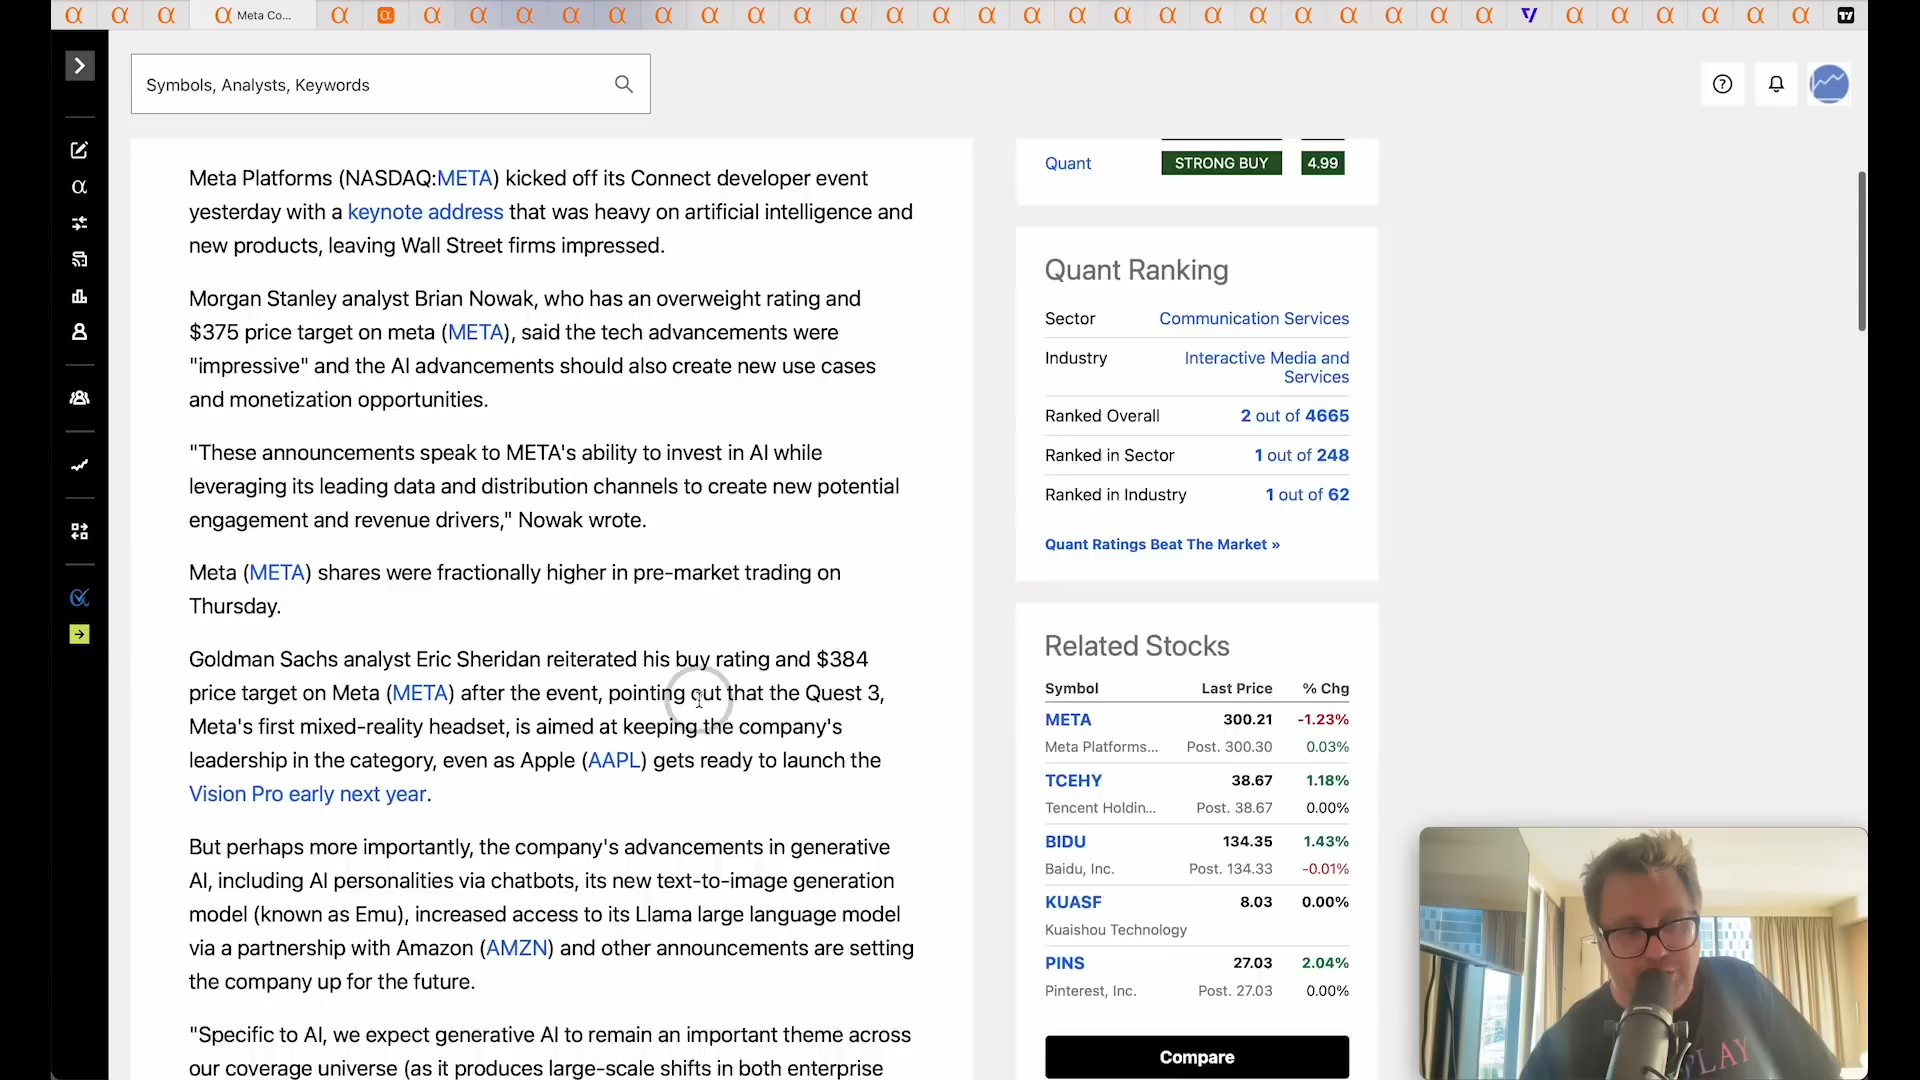 Meta Co...
Symbols, Analysts, Keywords
Meta Platforms (NASDAQ:META) kicked off its Connect developer event
yesterday with a keynote address that was heavy on artificial intelligence and
new products, leaving Wall Street firms impressed.
Morgan Stanley analyst Brian Nowak, who has an overweight rating and
$375 price target on meta (META), said the tech advancements were
"impressive" and the AI advancements should also create new use cases
and monetization opportunities.
"These announcements speak to META's ability to invest in AI while
leveraging its leading data and distribution channels to create new potential
engagement and revenue drivers," Nowak wrote.
Meta (META) shares were fractionally higher in pre-market trading on
Thursday.
Goldman Sachs analyst Eric Sheridan reiterated his buy rating and $384
price target on Meta (META) after the event, pointing out that the Quest 3,
Meta's first mixed-reality headset, is aimed at keeping the company's
leadership in the category, even as Apple (AAPL) gets ready to launch the
Vision Pro early next year.
But perhaps more importantly, the company's advancements in generative
AI, including AI personalities via chatbots, its new text-to-image generation
model (known as Emu), increased access to its Llama large language model
via a partnership with Amazon (AMZN) and other announcements are setting
the company up for the future.
"Specific to AI, we expect generative AI to remain an important theme across
our coverage universe (as it produces large-scale shifts in both enterprise
Quant STRONG BUY 4.99
Quant Ranking
Sector Communication Services
Industry Interactive Media and
Services
Ranked Overall 2 out of 4665
Ranked in Sector 1 out of 248
Ranked in Industry 1 out of 62
Quant Ratings Beat The Market »
Related Stocks
Symbol Last Price % Chg
META 300.21 -1.23%
Meta Platforms... Post. 300.30 0.03%
TCEHY 38.67 1.18%
Tencent Holdin... Post. 38.67 0.00%
BIDU 134.35 1.43%
Baidu, Inc. Post. 134.33 -0.01%
KUASF 8.03 0.00%
Kuaishou Technology
PINS 27.03 2.04%
Pinterest, Inc. Post. 27.03 0.00%
Compare
PLAY